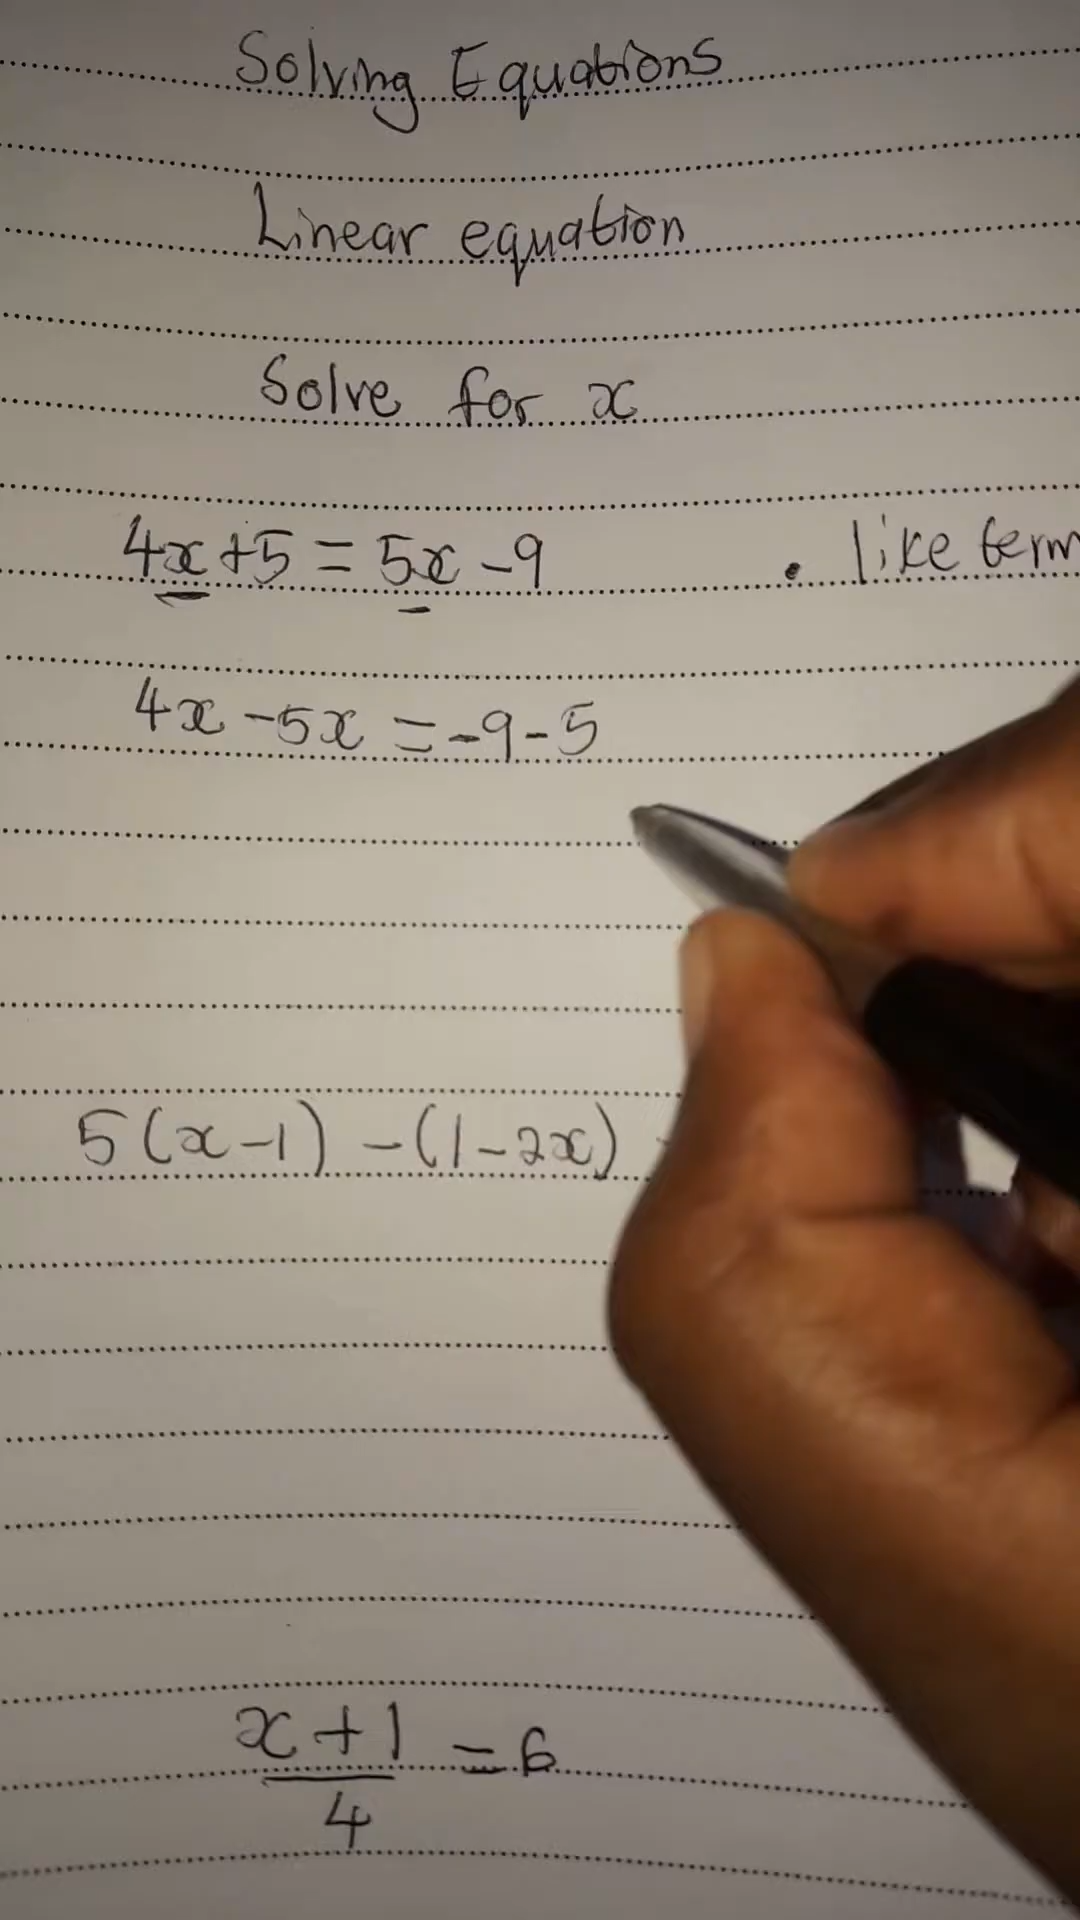 Solving Equations
Linear equation
Solve for x
4x+5 = 5x -9 . like term
4x -5x = -9-5
5(x-1) -(1-2x)
x+1
4
= 6